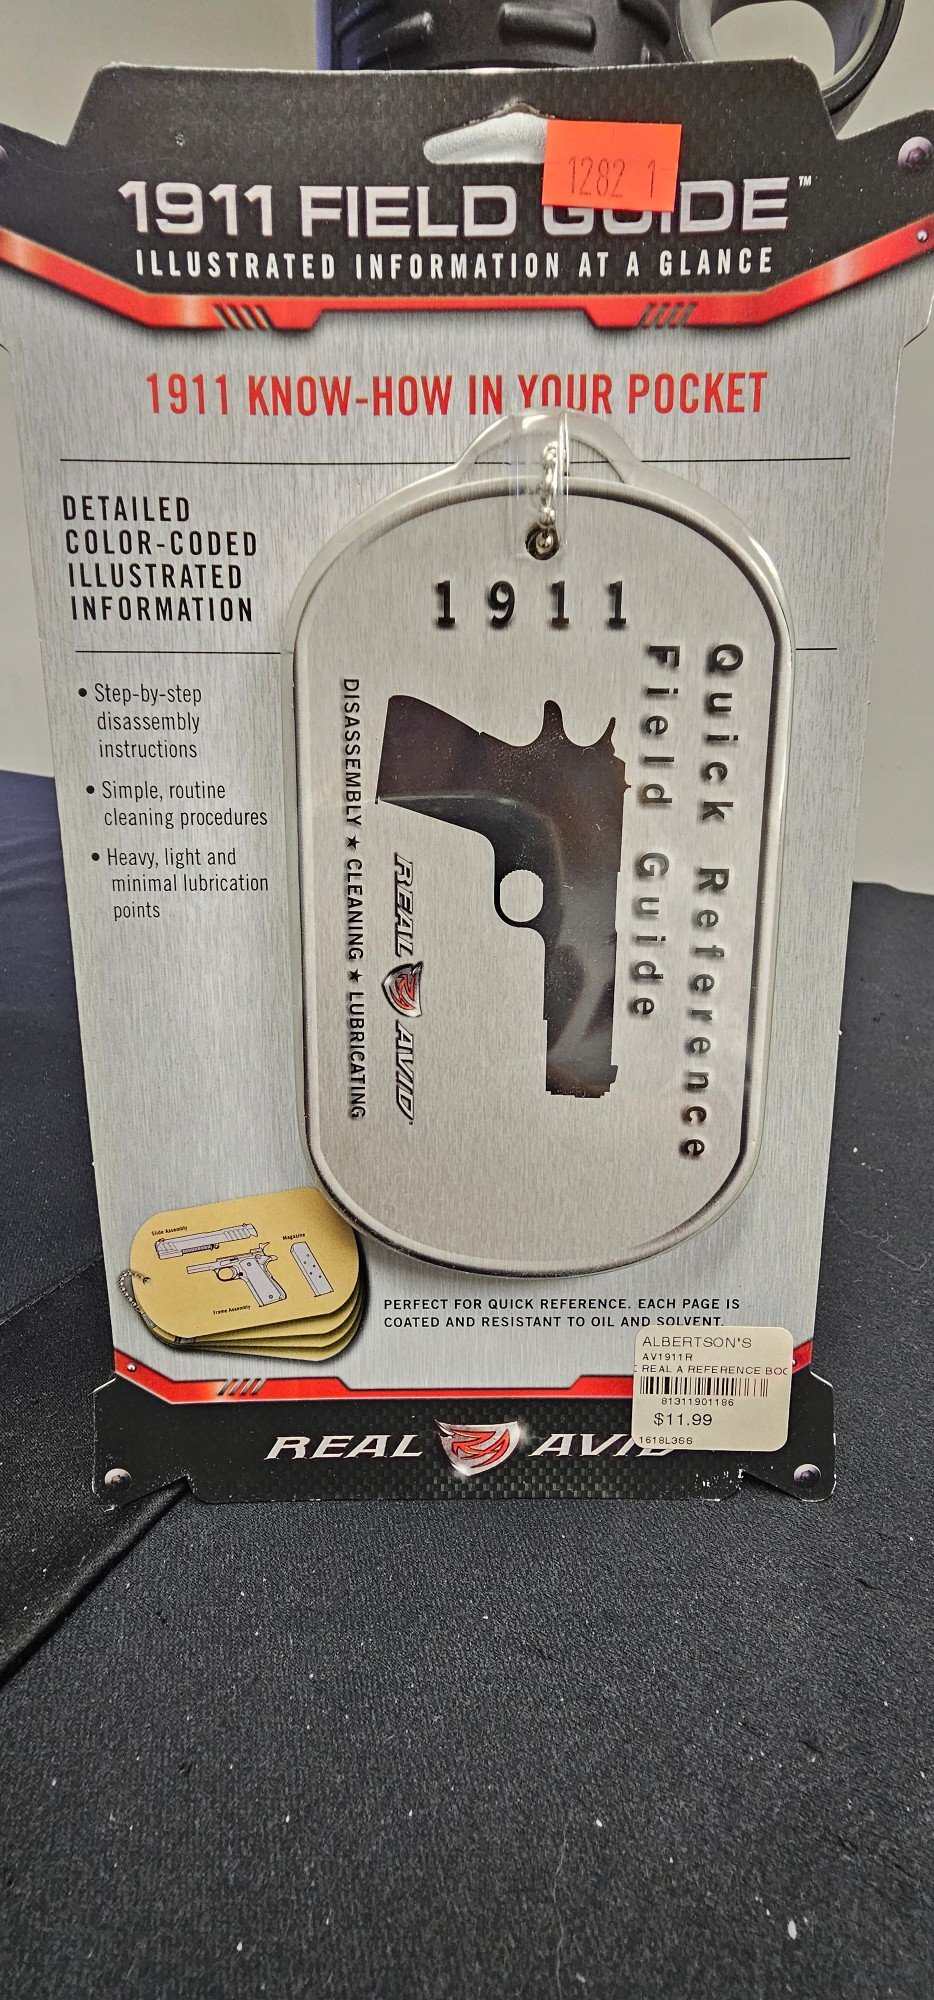 1282 1
1911 FIELD GUIDE™
ILLUSTRATED INFORMATION AT A GLANCE
1911 KNOW-HOW IN YOUR POCKET
DETAILED
COLOR-CODED
ILLUSTRATED
INFORMATION
• Step-by-step
disassembly
instructions
• Simple, routine
cleaning procedures
• Heavy, light and
minimal lubrication
points
1911
Quick Reference
Field Guide
REAL AVID
DISASSEMBLY ★ CLEANING ★ LUBRICATING
Slide Assembly
Magazine
Frame Assembly
PERFECT FOR QUICK REFERENCE. EACH PAGE IS
COATED AND RESISTANT TO OIL AND SOLVENT.
ALBERTSON'S
AV1911R
REAL A REFERENCE BOO
81311901186
$11.99
1618L36S
REAL AVID